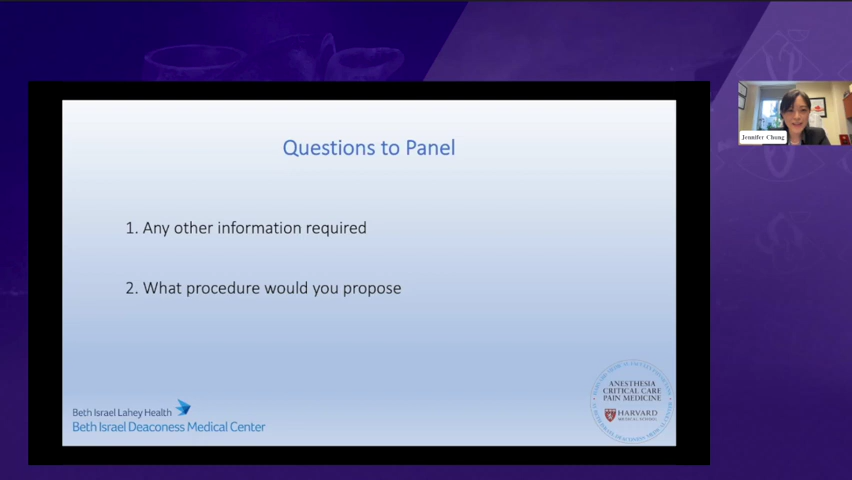 Questions to Panel
1. Any other information required
2. What procedure would you propose
Jennifer Chung
Beth Israel Lahey Health
Beth Israel Deaconess Medical Center
ANESTHESIA
CRITICAL CARE
PAIN MEDICINE
HARVARD
MEDICAL SCHOOL